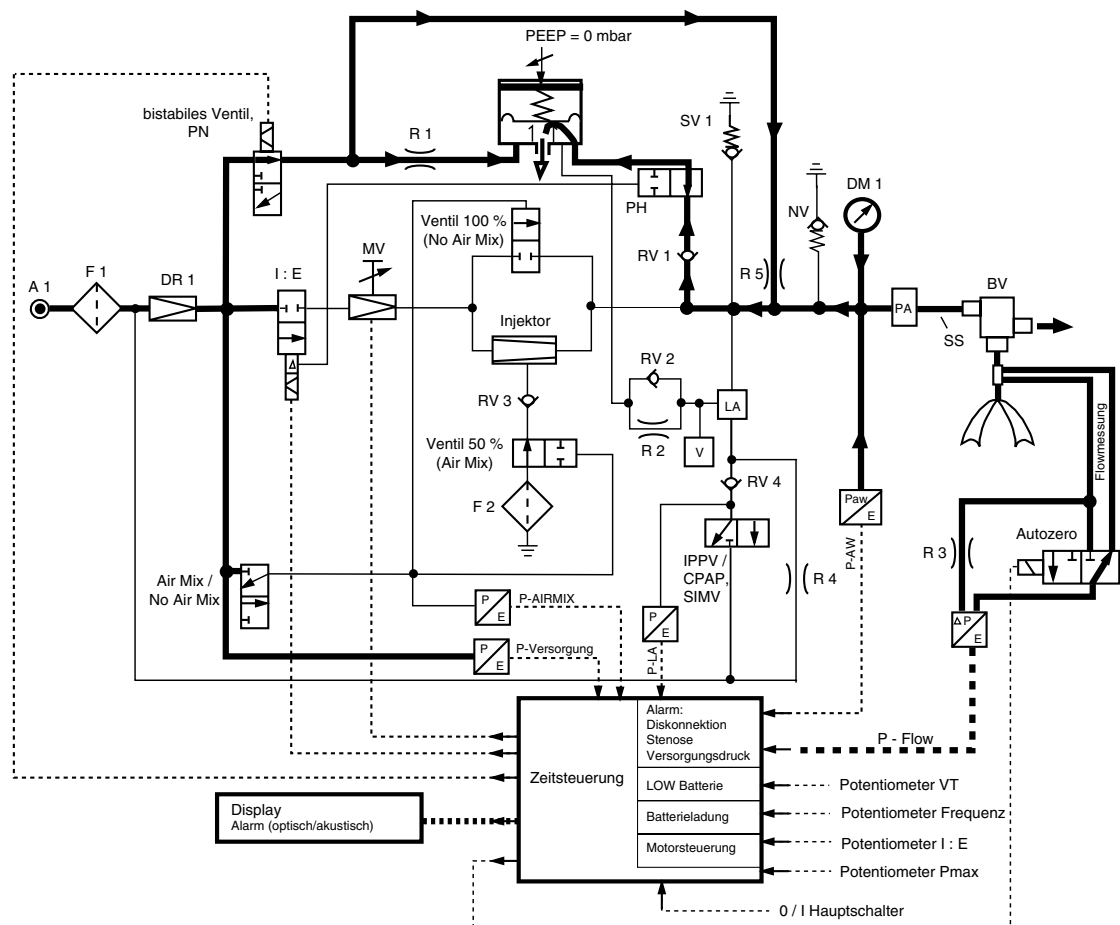 PEEP = 0 mbar
bistabiles Ventil,
PN
R 1
1
1
SV 1
PH
Ventil 100 %
(No Air Mix)
MV
RV 1
R 5
NV
DM 1
A 1
F 1
DR 1
I : E
Injektor
PA
SS
BV
RV 3
RV 2
R 2
LA
V
Ventil 50 %
(Air Mix)
F 2
RV 4
IPPV /
CPAP,
SIMV
R 4
Paw
E
P-AW
Flowmessung
R 3
Autozero
Air Mix /
No Air Mix
P
E
P-AIRMIX
P
E
P-Versorgung
P
E
P-LA
Δ P
E
Zeitsteuerung
Alarm:
Diskonnektion
Stenose
Versorgungsdruck
LOW Batterie
Batterieladung
Motorsteuerung
P - Flow
Potentiometer VT
Potentiometer Frequenz
Potentiometer I : E
Potentiometer Pmax
0 / I Hauptschalter
Display
Alarm (optisch/akustisch)